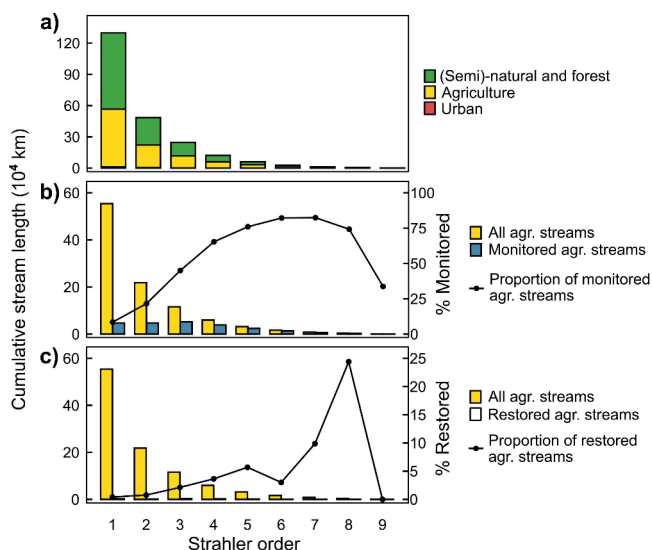 a)
120
90
60
30
0
(Semi)-natural and forest
Agriculture
Urban
Cumulative stream length (10⁴ km)
b)
60
40
20
0
100
75
50
25
0
% Monitored
All agr. streams
Monitored agr. streams
Proportion of monitored
agr. streams
c)
60
40
20
0
25
20
15
10
5
0
% Restored
All agr. streams
Restored agr. streams
Proportion of restored
agr. streams
1 2 3 4 5 6 7 8 9
Strahler order